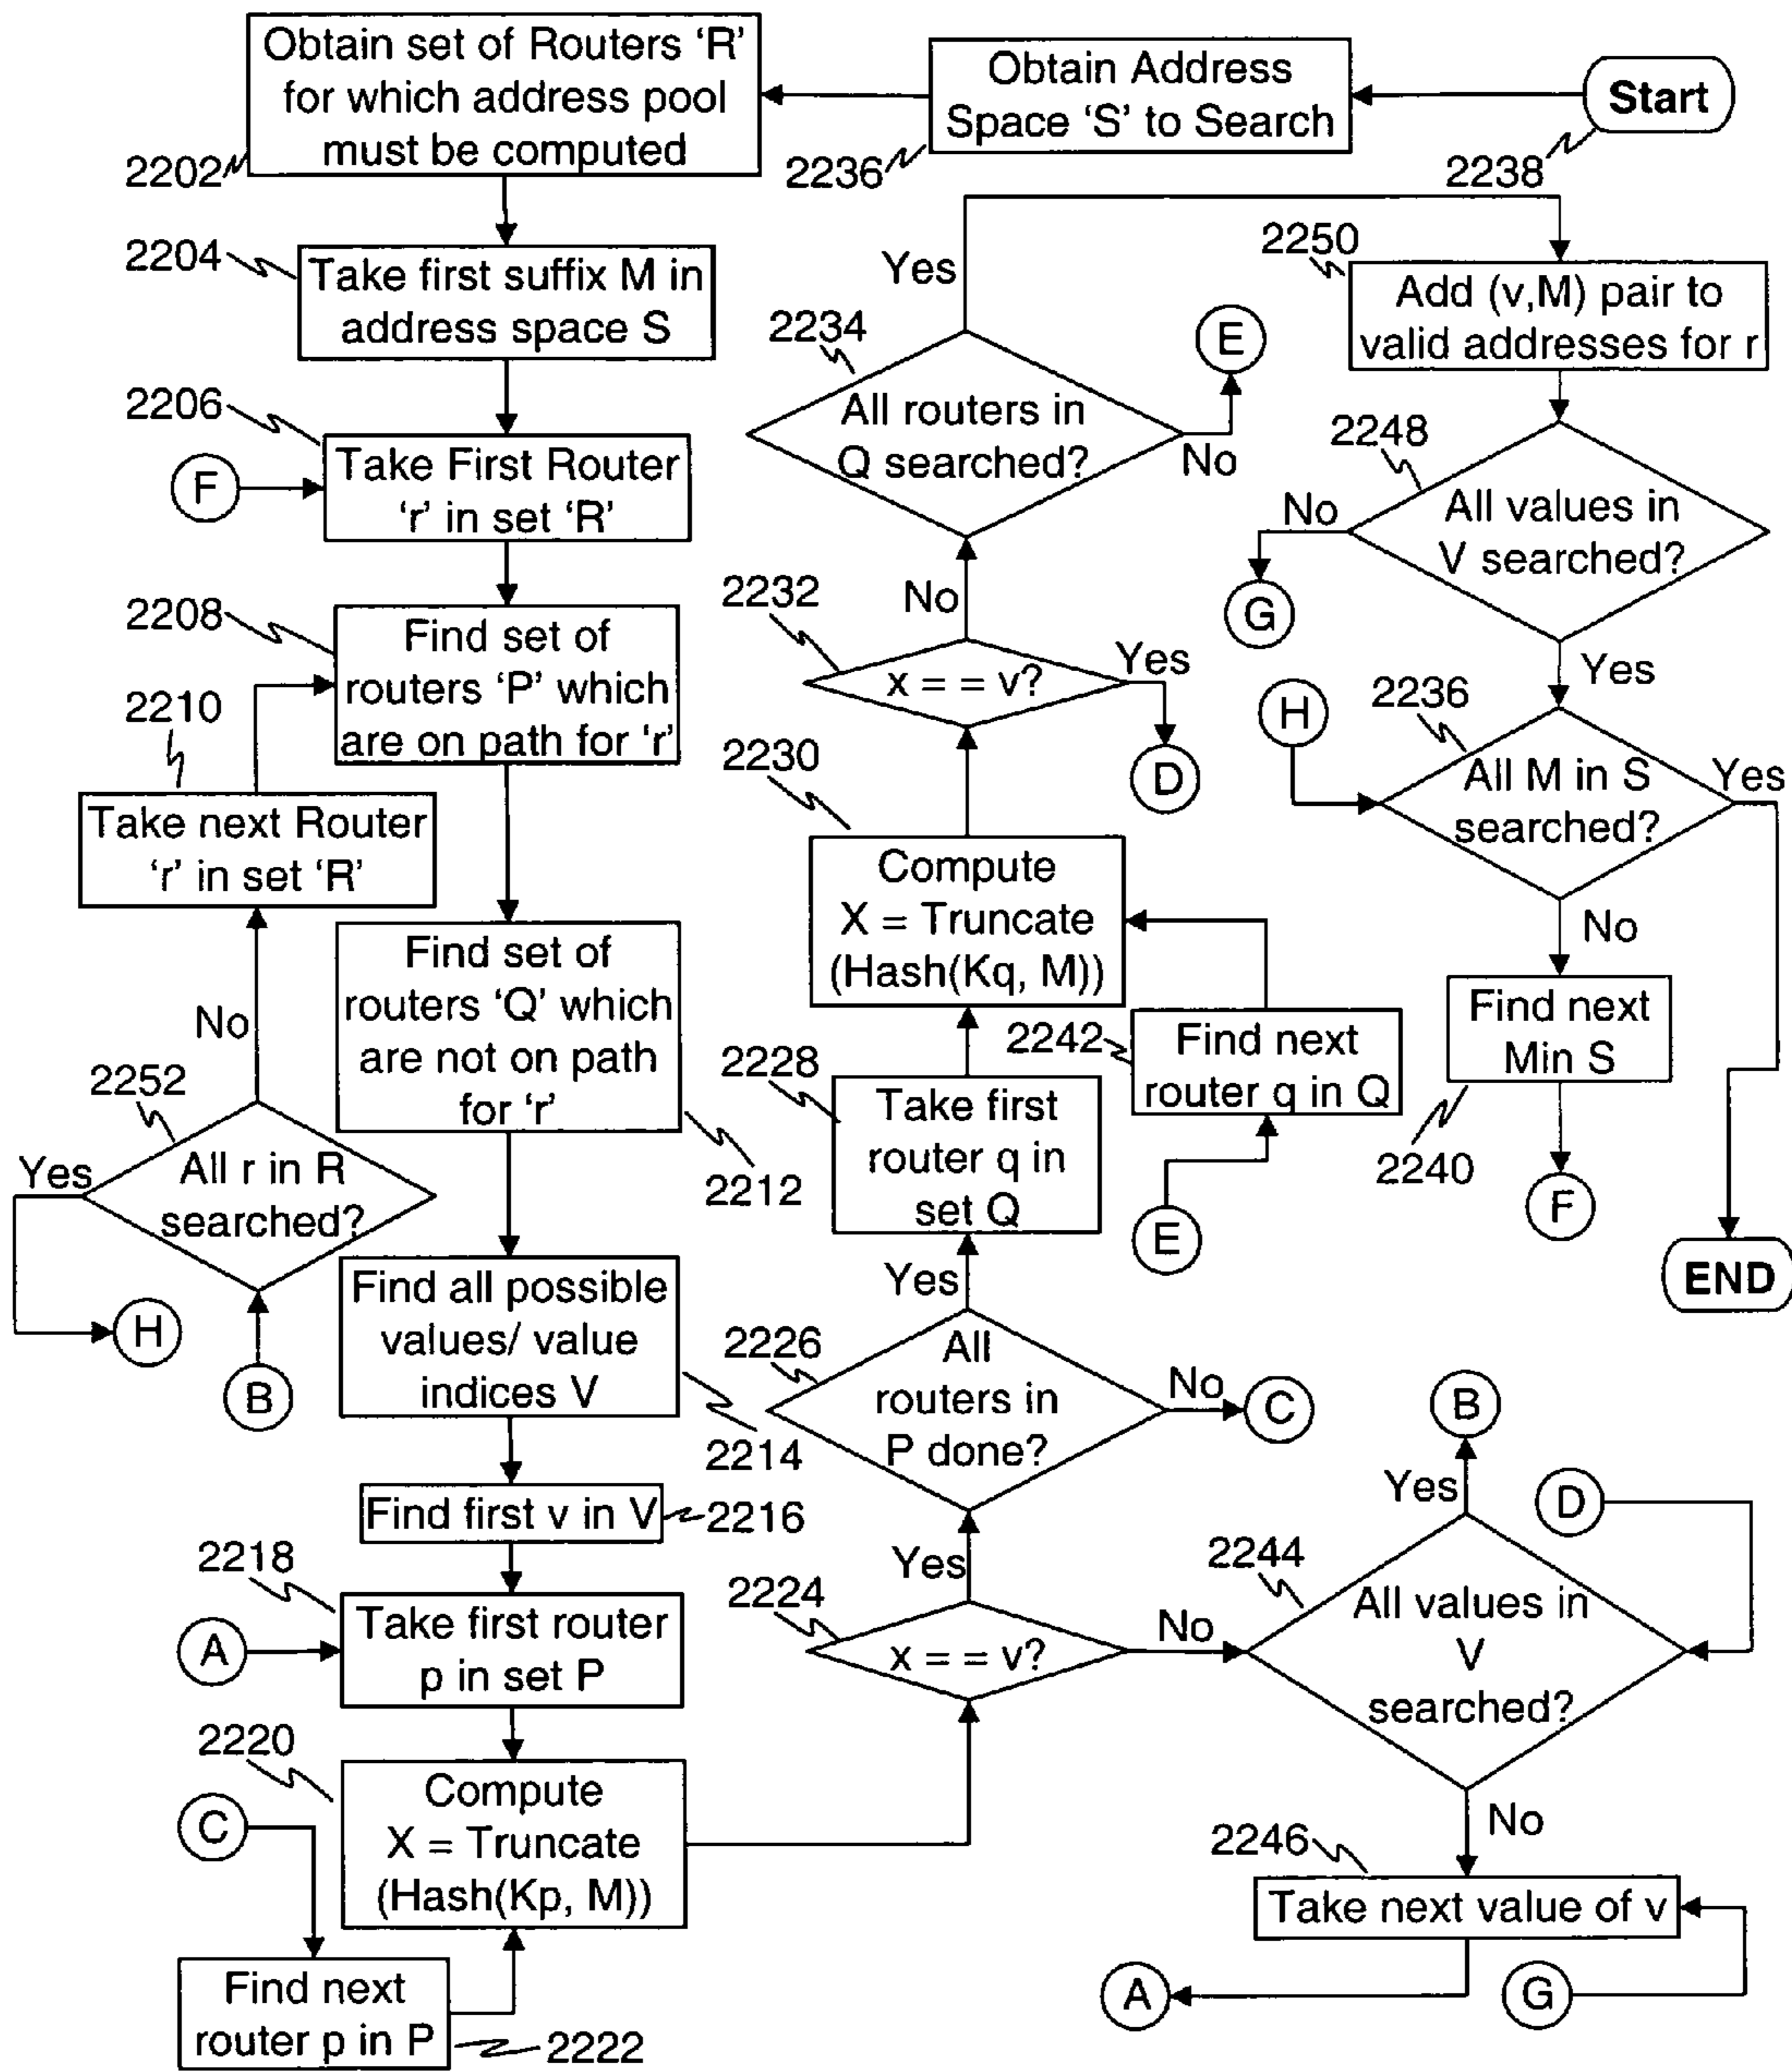 Start
2238
Obtain Address
Space ‘S’ to Search
2236
Obtain set of Routers ‘R’
for which address pool
must be computed
2202
2204
Take first suffix M in
address space S
2206
F
Take First Router
‘r’ in set ‘R’
2208
Find set of
routers ‘P’ which
are on path for ‘r’
2210
Take next Router
‘r’ in set ‘R’
No
2252
Yes
All r in R
searched?
H
B
Find set of
routers ‘Q’ which
are not on path
for ‘r’
2212
Find all possible
values/ value
indices V
2214
Find first v in V
2216
2218
A
Take first router
p in set P
2220
Compute
X = Truncate
(Hash(Kp, M))
C
Find next
router p in P
2222
2224
x = = v?
Yes
No
2226
All
routers in
P done?
No
C
Yes
2228
Take first
router q in
set Q
2230
Compute
X = Truncate
(Hash(Kq, M))
2242
Find next
router q in Q
E
2232
x = = v?
Yes
D
No
2234
All routers in
Q searched?
No
E
Yes
2250
Add (v,M) pair to
valid addresses for r
2248
All values in
V searched?
No
G
Yes
2236
H
All M in S
searched?
Yes
No
Find next
Min S
2240
F
END
B
Yes
D
2244
All values in
V
searched?
No
2246
Take next value of v
A
G